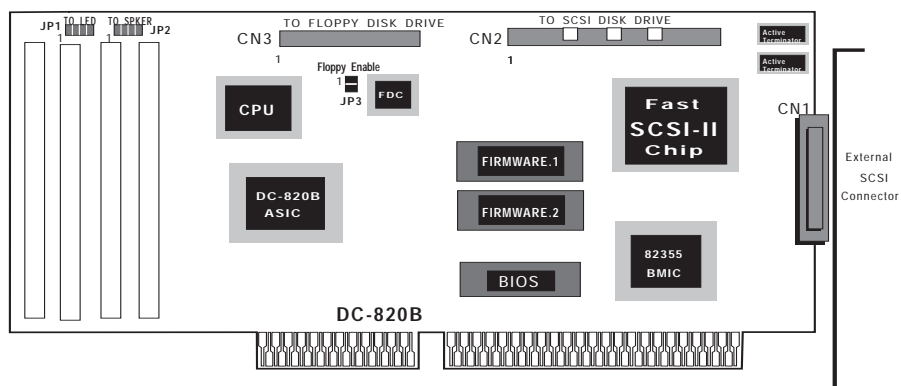 TO LED
TO SPKER
JP1
JP2
1
1
TO FLOPPY DISK DRIVE
CN3
1
TO SCSI DISK DRIVE
CN2
1
Active
Terminator
Active
Terminator
Floppy Enable
1
JP3
FDC
CPU
Fast
SCSI-II
Chip
CN1
FIRMWARE.1
External
SCSI
Connector
DC-820B
ASIC
FIRMWARE.2
82355
BMIC
BIOS
DC-820B